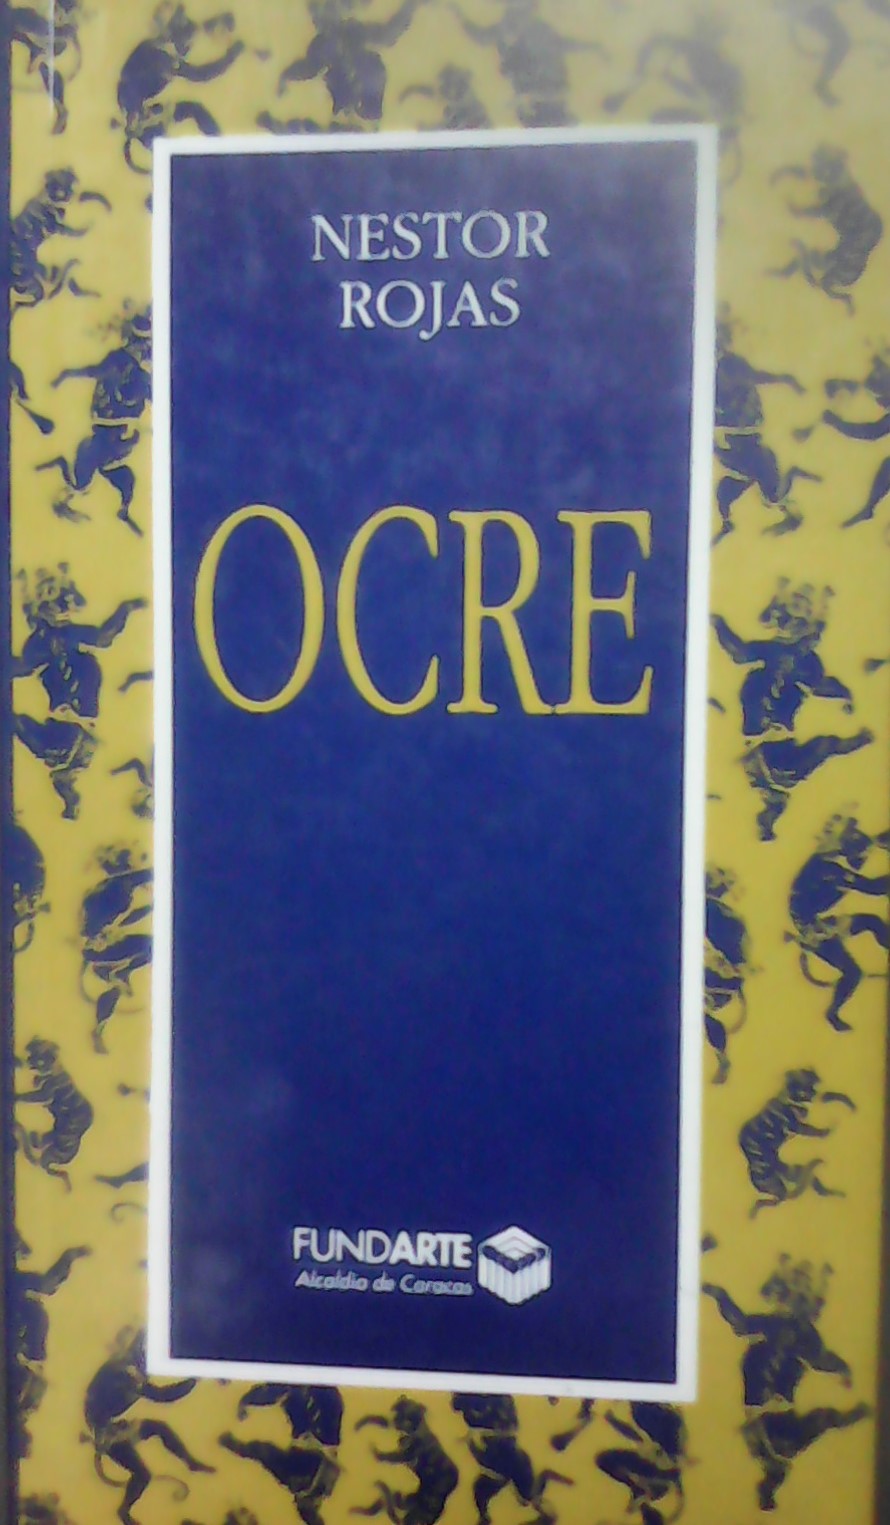 NESTOR
ROJAS
OCRE
FUNDARTE
Alcaldía de Caracas